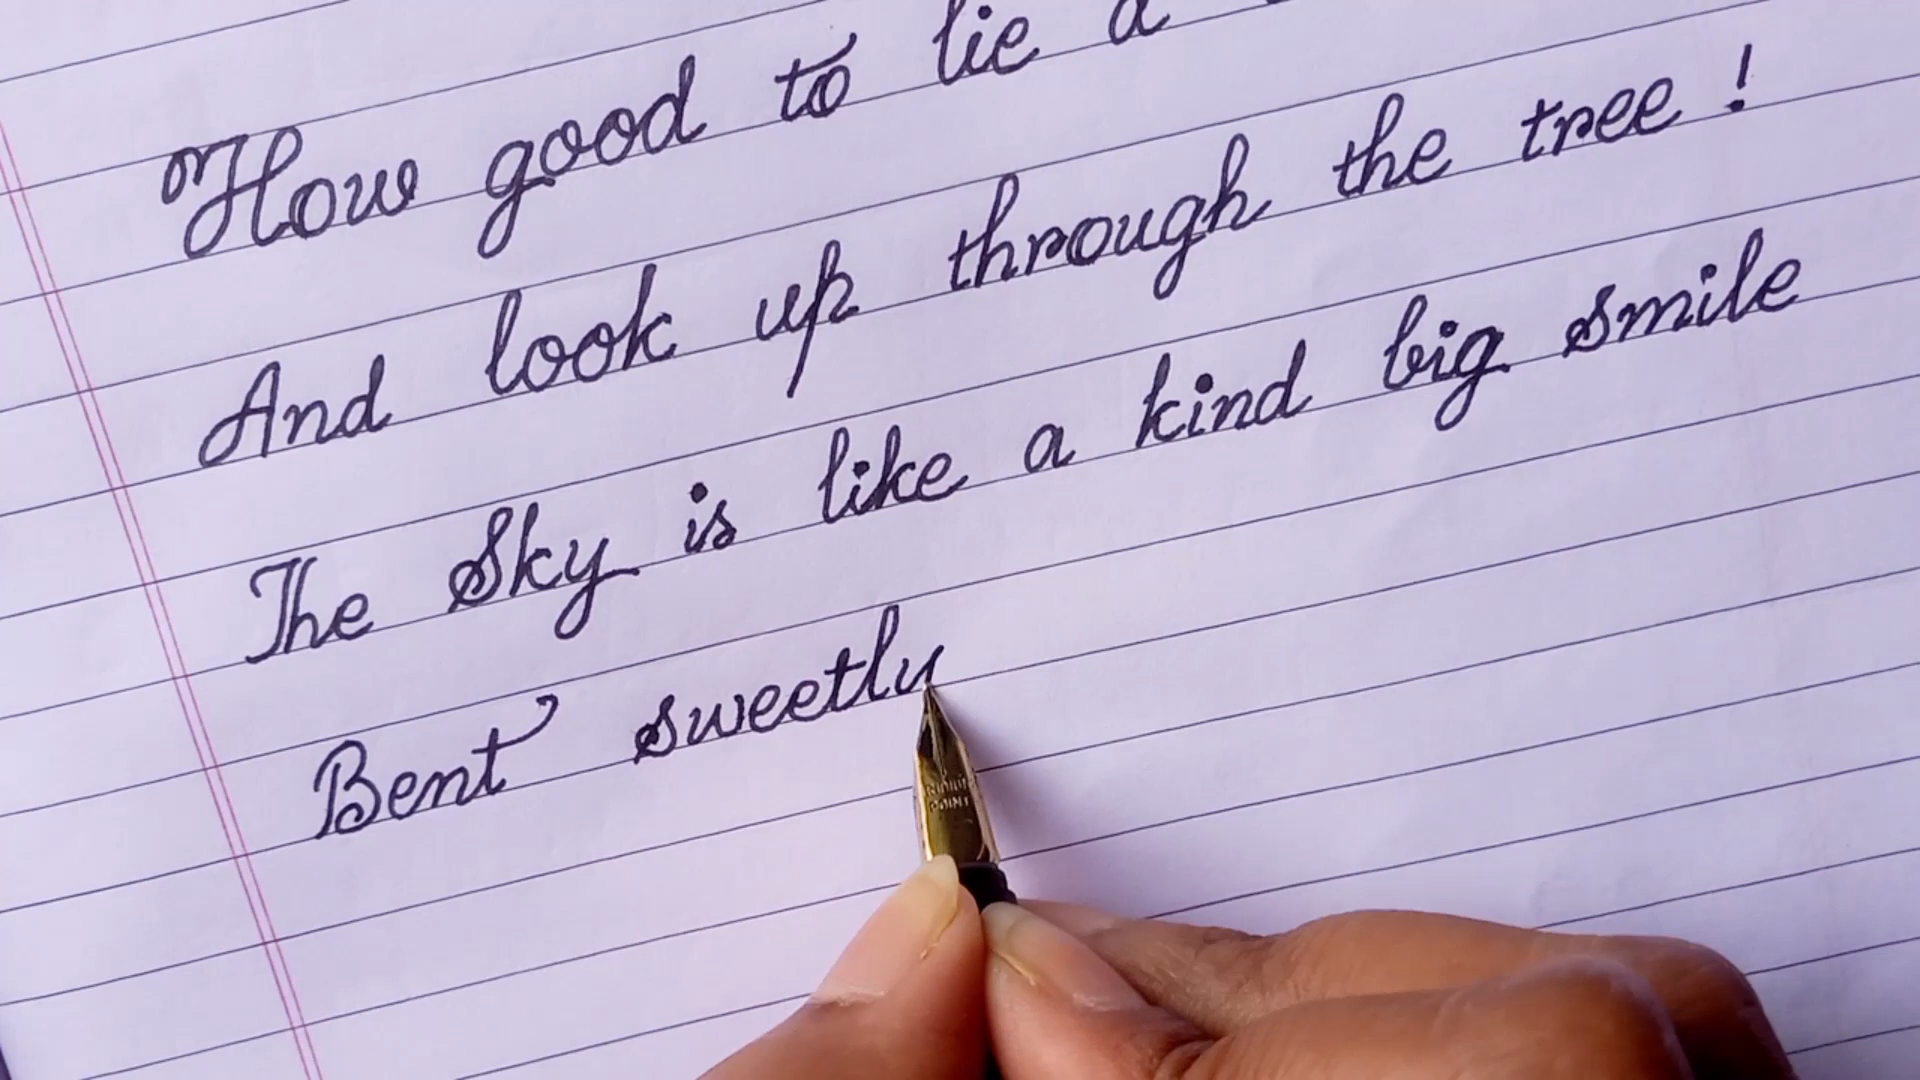 How good to lie a
And look up through the tree!
The Sky is like a kind big smile
Bent sweetly
POINT